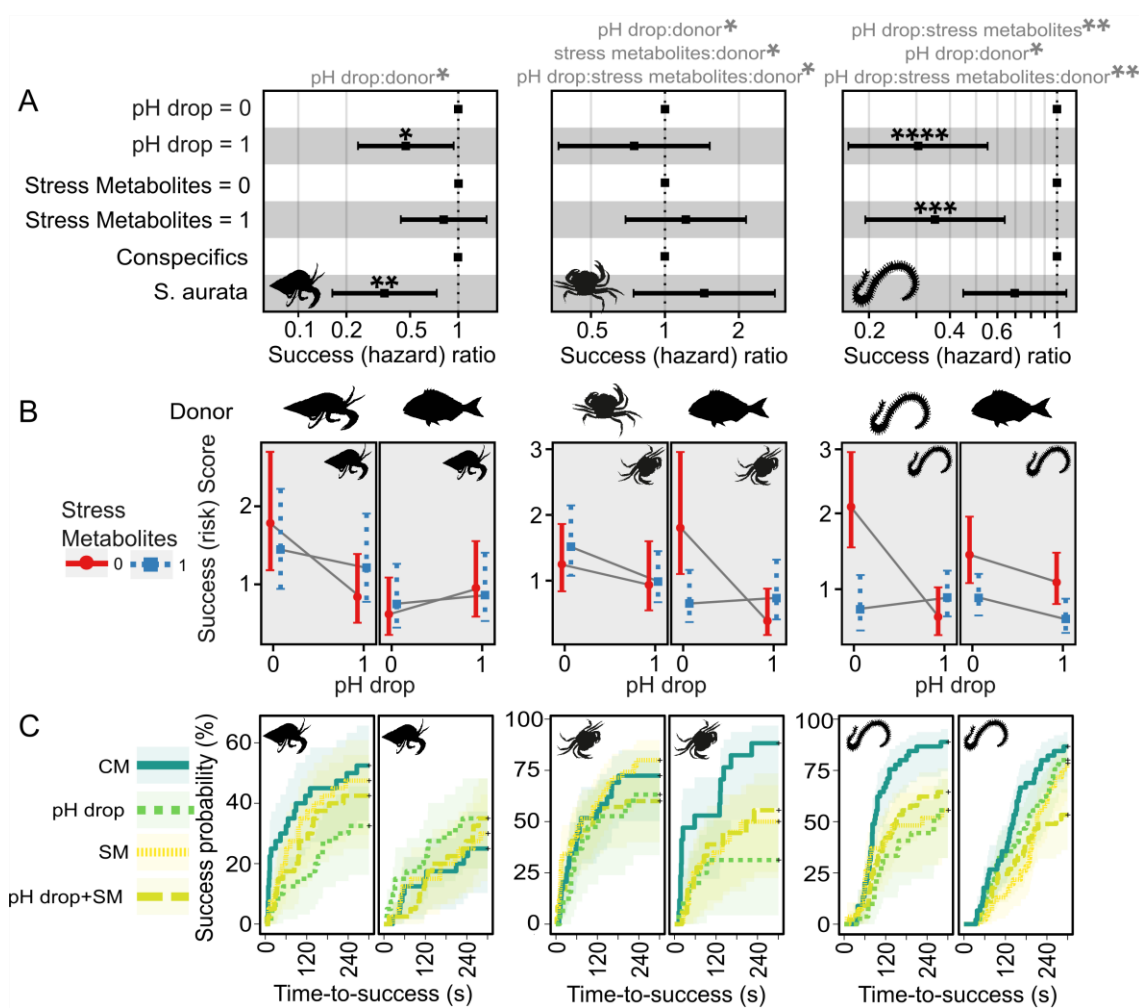 pH drop:donor*
pH drop:donor*
stress metabolites:donor*
pH drop:stress metabolites:donor*
pH drop:stress metabolites**
pH drop:donor*
pH drop:stress metabolites:donor**
A
pH drop = 0
pH drop = 1
Stress Metabolites = 0
Stress Metabolites = 1
Conspecifics
S. aurata
*
**
****
***
0.1 0.2 0.5 1
Success (hazard) ratio
0.5 1 2
Success (hazard) ratio
0.2 0.4 0.6 1
Success (hazard) ratio
B
Donor
Stress
Metabolites
0 1
Success (risk) Score
2
1
0 1 0 1
pH drop
3
2
1
0 1 0 1
pH drop
3
2
1
0 1 0 1
pH drop
C
CM
pH drop
SM
pH drop+SM
Success probability (%)
60
40
20
0
0 120 240 0 120 240
Time-to-success (s)
100
75
50
25
0
0 120 240 0 120 240
Time-to-success (s)
100
75
50
25
0
0 120 240 0 120 240
Time-to-success (s)